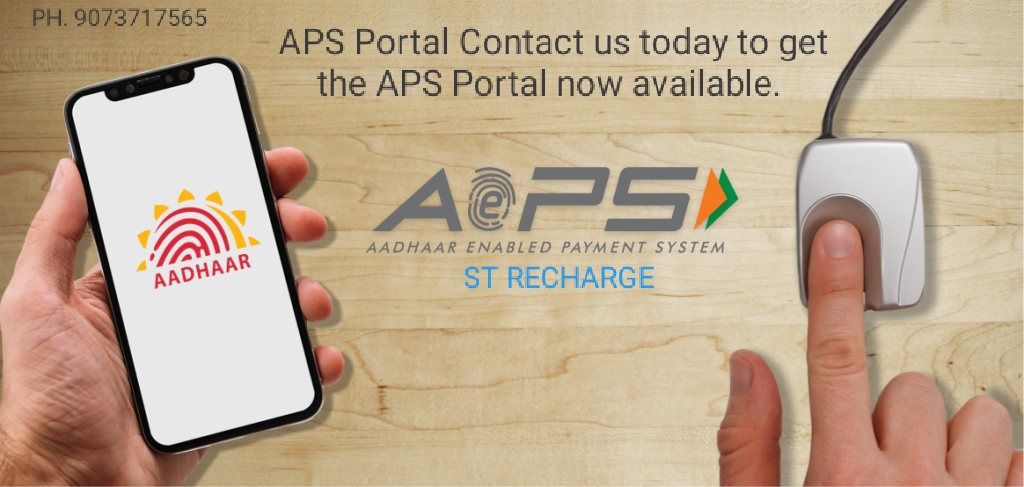 PH. 9073717565
APS Portal Contact us today to get
the APS Portal now available.
AADHAAR
AePS
AADHAAR ENABLED PAYMENT SYSTEM
ST RECHARGE